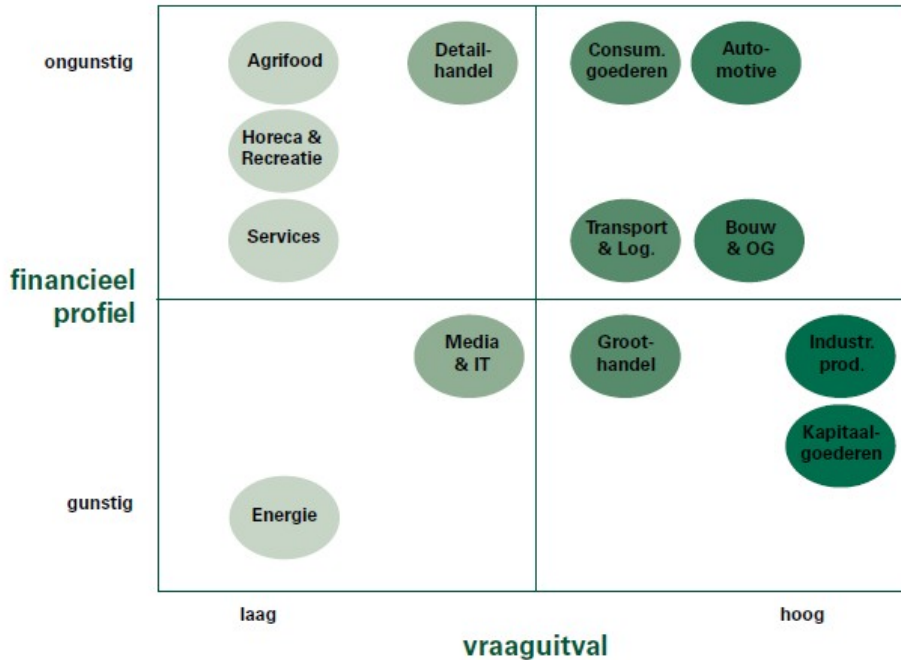 ongunstig
Agrifood
Detail-
handel
Consum.
goederen
Auto-
motive
Horeca &
Recreatie
Services
Transport
& Log.
Bouw
& OG
financieel
profiel
Media
& IT
Groot-
handel
Industr.
prod.
Kapitaal-
goederen
gunstig
Energie
laag
hoog
vraaguitval